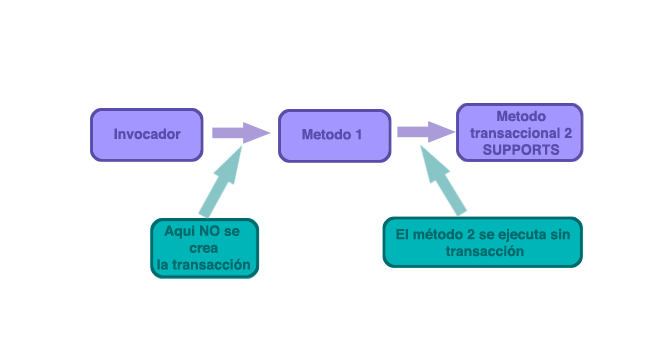 Invocador
Metodo 1
Metodo
transaccional 2
SUPPORTS
Aqui NO se
crea
la transacción
El método 2 se ejecuta sin
transacción